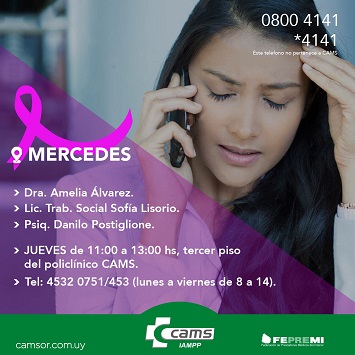 0800 4141
*4141
Este teléfono no pertenece a CAMS
MERCEDES
> Dra. Amelia Álvarez.
> Lic. Trab. Social Sofía Lisorio.
> Psiq. Danilo Postiglione.
> JUEVES de 11:00 a 13:00 hs, tercer piso
del policlínico CAMS.
> Tel: 4532 0751/453 (lunes a viernes de 8 a 14).
cams
IAMPP
camsor.com.uy
FEPREMI